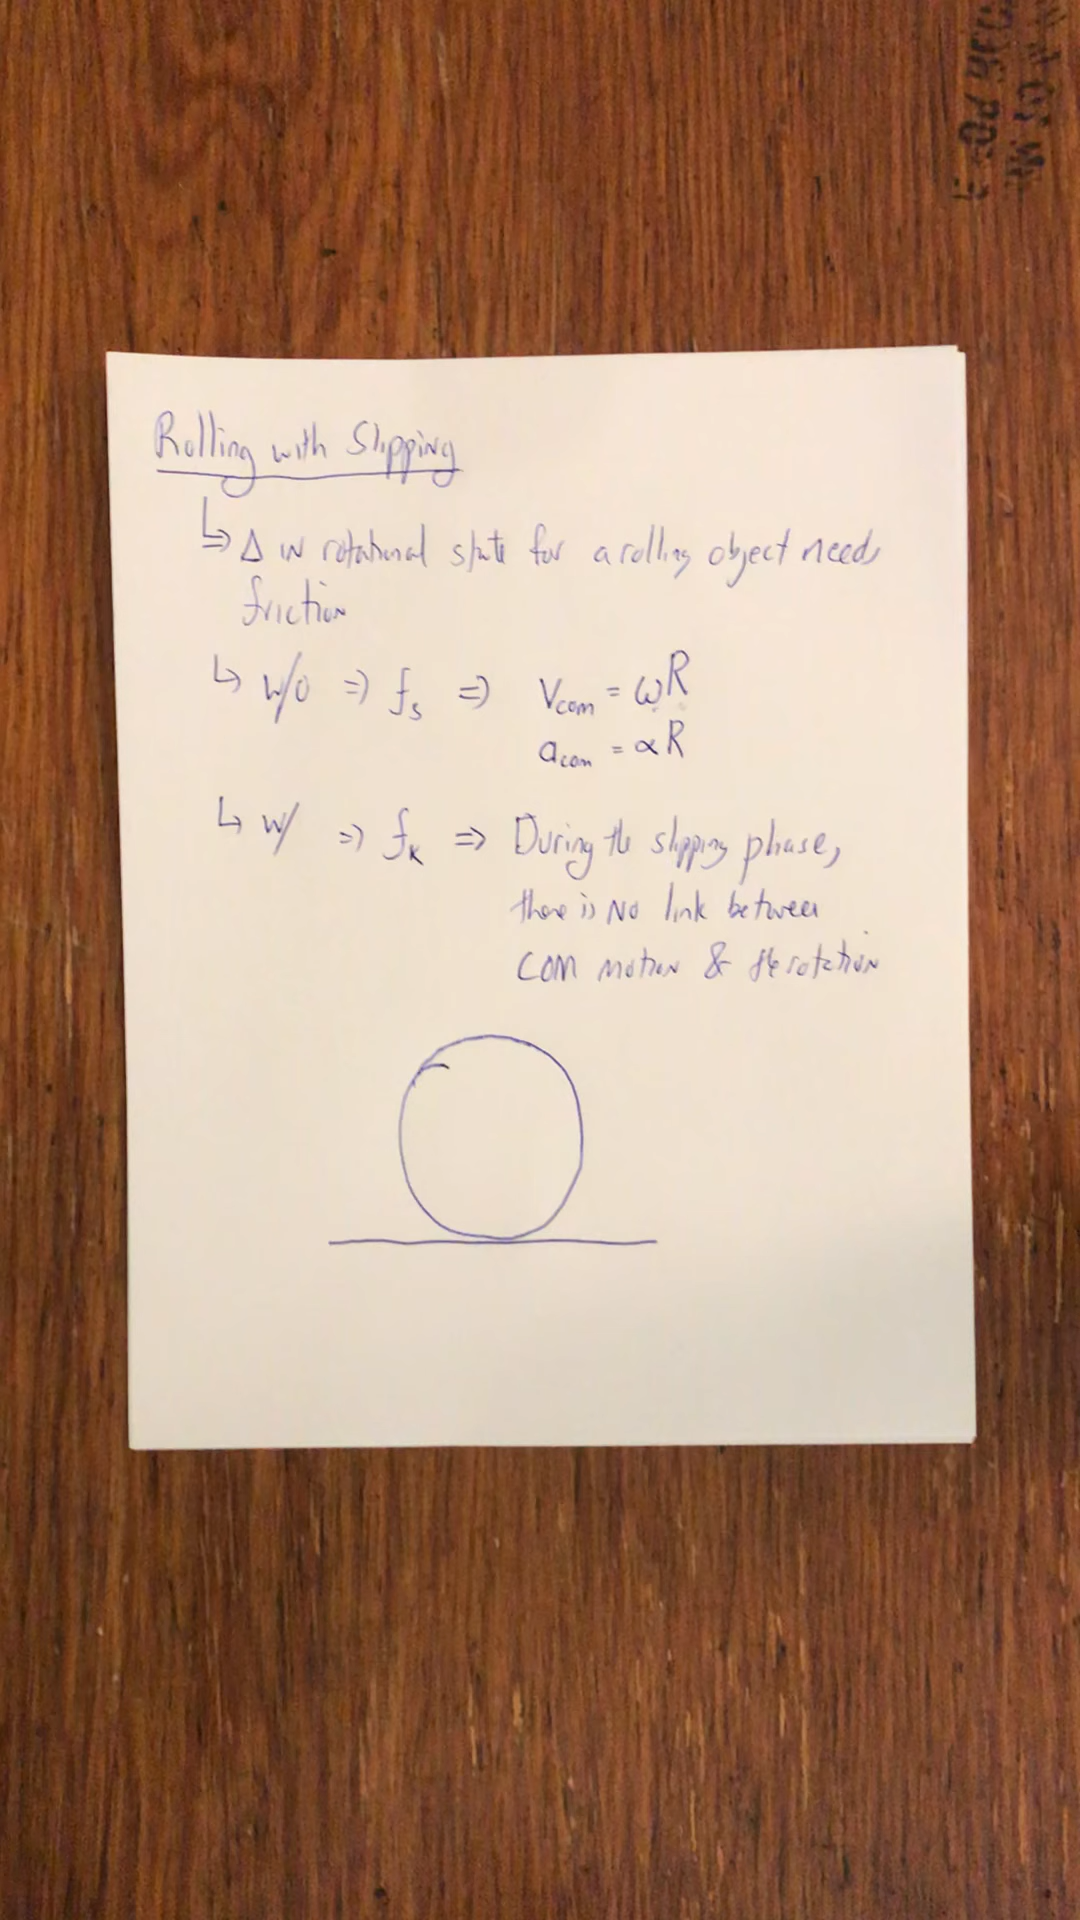 Rolling with Slipping
↳ Δ in rotational state for a rolling object needs
friction
↳ w/o ⇒ fs ⇒ Vcom = ωR
acom = αR
↳ w/ ⇒ fk ⇒ During the slipping phase,
there is NO link between
COM motion & the rotation